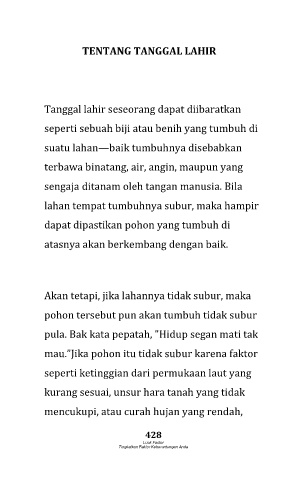 TENTANG TANGGAL LAHIR
Tanggal lahir seseorang dapat diibaratkan
seperti sebuah biji atau benih yang tumbuh di
suatu lahan—baik tumbuhnya disebabkan
terbawa binatang, air, angin, maupun yang
sengaja ditanam oleh tangan manusia. Bila
lahan tempat tumbuhnya subur, maka hampir
dapat dipastikan pohon yang tumbuh di
atasnya akan berkembang dengan baik.
Akan tetapi, jika lahannya tidak subur, maka
pohon tersebut pun akan tumbuh tidak subur
pula. Bak kata pepatah, "Hidup segan mati tak
mau."Jika pohon itu tidak subur karena faktor
seperti ketinggian dari permukaan laut yang
kurang sesuai, unsur hara tanah yang tidak
mencukupi, atau curah hujan yang rendah,
428
Luck Factor
Tingkatkan Faktor Keberuntungan Anda